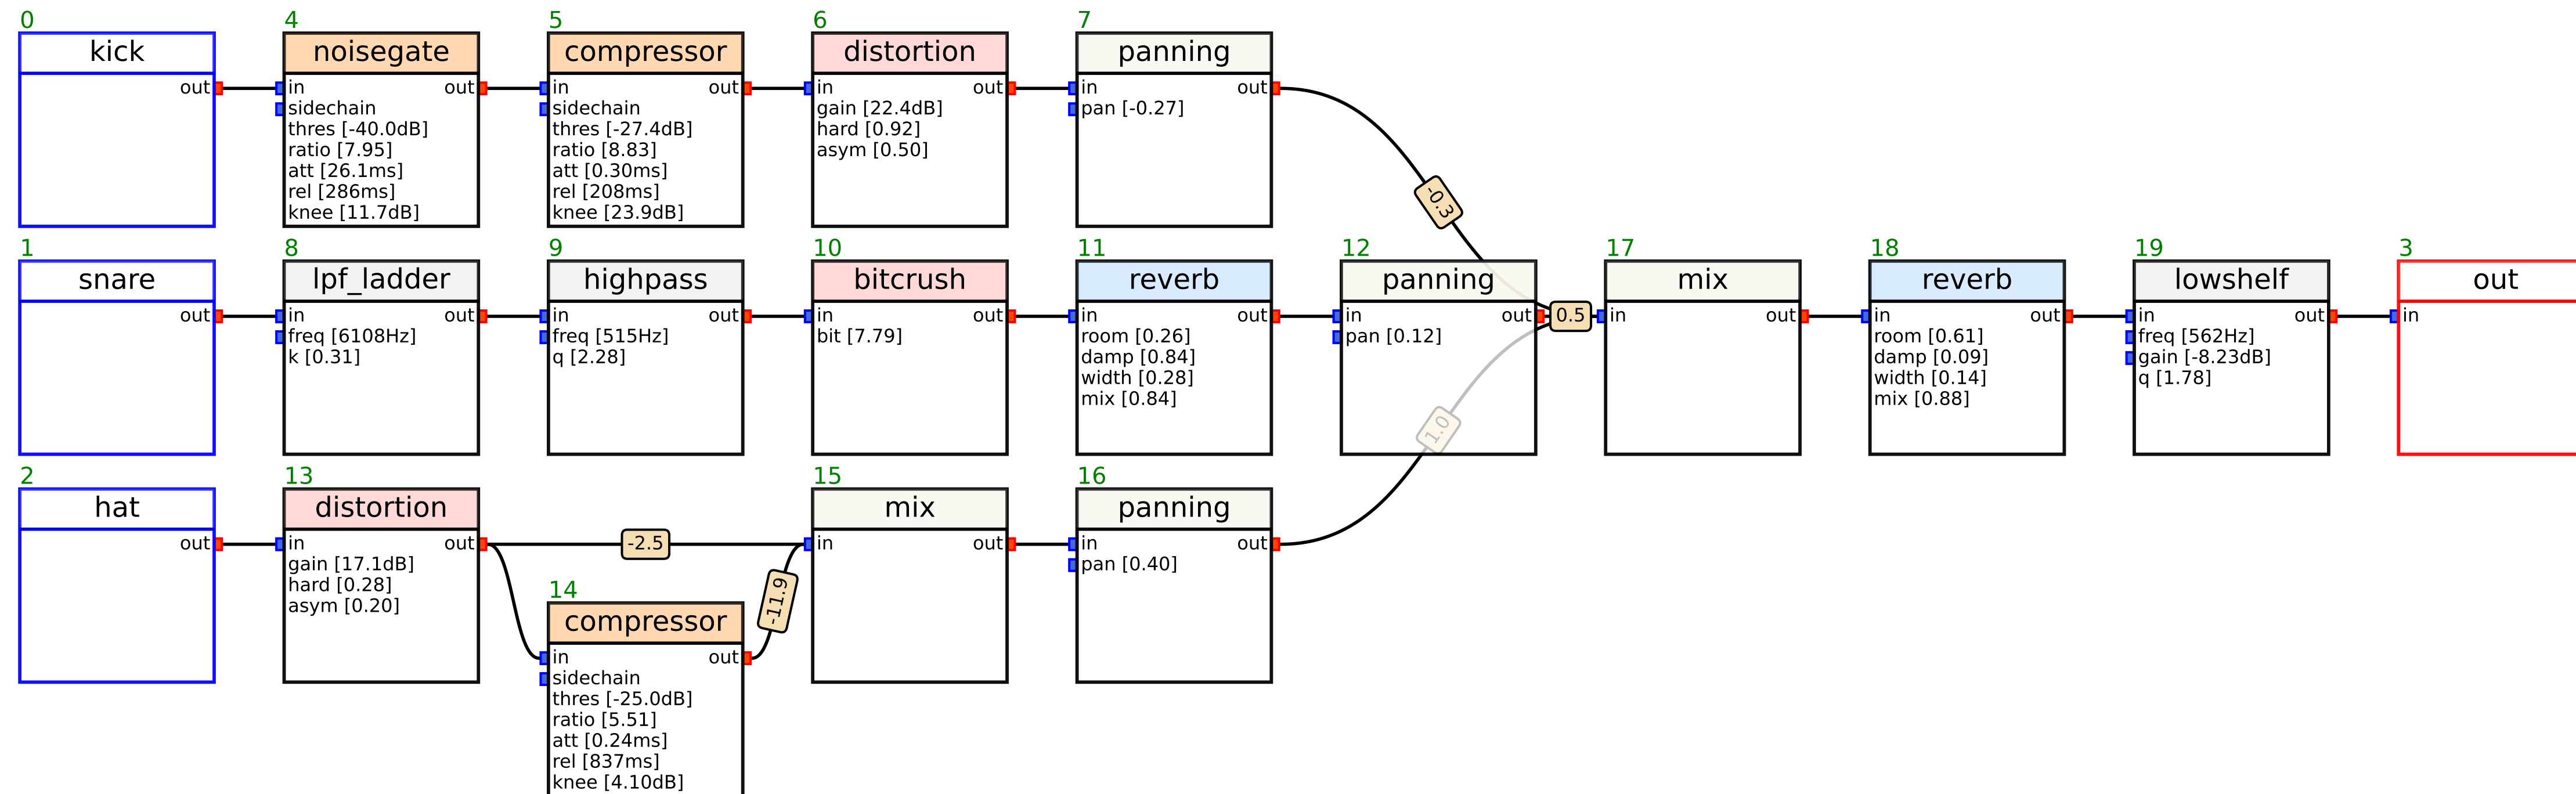 0
kick
out
4
noisegate
in out
sidechain
thres [-40.0dB]
ratio [7.95]
att [26.1ms]
rel [286ms]
knee [11.7dB]
5
compressor
in out
sidechain
thres [-27.4dB]
ratio [8.83]
att [0.30ms]
rel [208ms]
knee [23.9dB]
6
distortion
in out
gain [22.4dB]
hard [0.92]
asym [0.50]
7
panning
in out
pan [-0.27]
-0.3
1
snare
out
8
lpf_ladder
in out
freq [6108Hz]
k [0.31]
9
highpass
in out
freq [515Hz]
q [2.28]
10
bitcrush
in out
bit [7.79]
11
reverb
in out
room [0.26]
damp [0.84]
width [0.28]
mix [0.84]
12
panning
in out
pan [0.12]
0.5
17
mix
in out
18
reverb
in out
room [0.61]
damp [0.09]
width [0.14]
mix [0.88]
19
lowshelf
in out
freq [562Hz]
gain [-8.23dB]
q [1.78]
3
out
in
1.0
2
hat
out
13
distortion
in out
gain [17.1dB]
hard [0.28]
asym [0.20]
-2.5
14
compressor
in out
sidechain
thres [-25.0dB]
ratio [5.51]
att [0.24ms]
rel [837ms]
knee [4.10dB]
-11.9
15
mix
in out
16
panning
in out
pan [0.40]